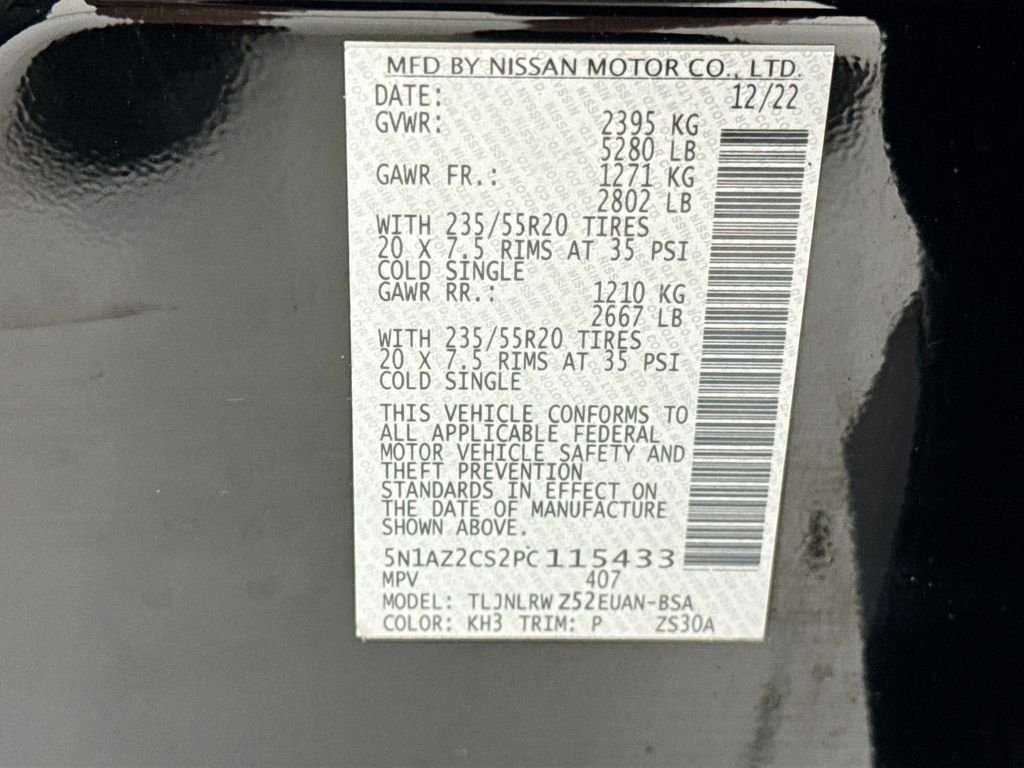 MFD BY NISSAN MOTOR CO., LTD.
DATE: 12/22
GVWR: 2395 KG
5280 LB
GAWR FR.: 1271 KG
2802 LB
WITH 235/55R20 TIRES
20 X 7.5 RIMS AT 35 PSI
COLD SINGLE
GAWR RR.: 1210 KG
2667 LB
WITH 235/55R20 TIRES
20 X 7.5 RIMS AT 35 PSI
COLD SINGLE
THIS VEHICLE CONFORMS TO
ALL APPLICABLE FEDERAL
MOTOR VEHICLE SAFETY AND
THEFT PREVENTION
STANDARDS IN EFFECT ON
THE DATE OF MANUFACTURE
SHOWN ABOVE.
5N1AZ2CS2PC115433
MPV 407
MODEL: TLJNLRW Z52EUAN-BSA
COLOR: KH3 TRIM: P ZS30A